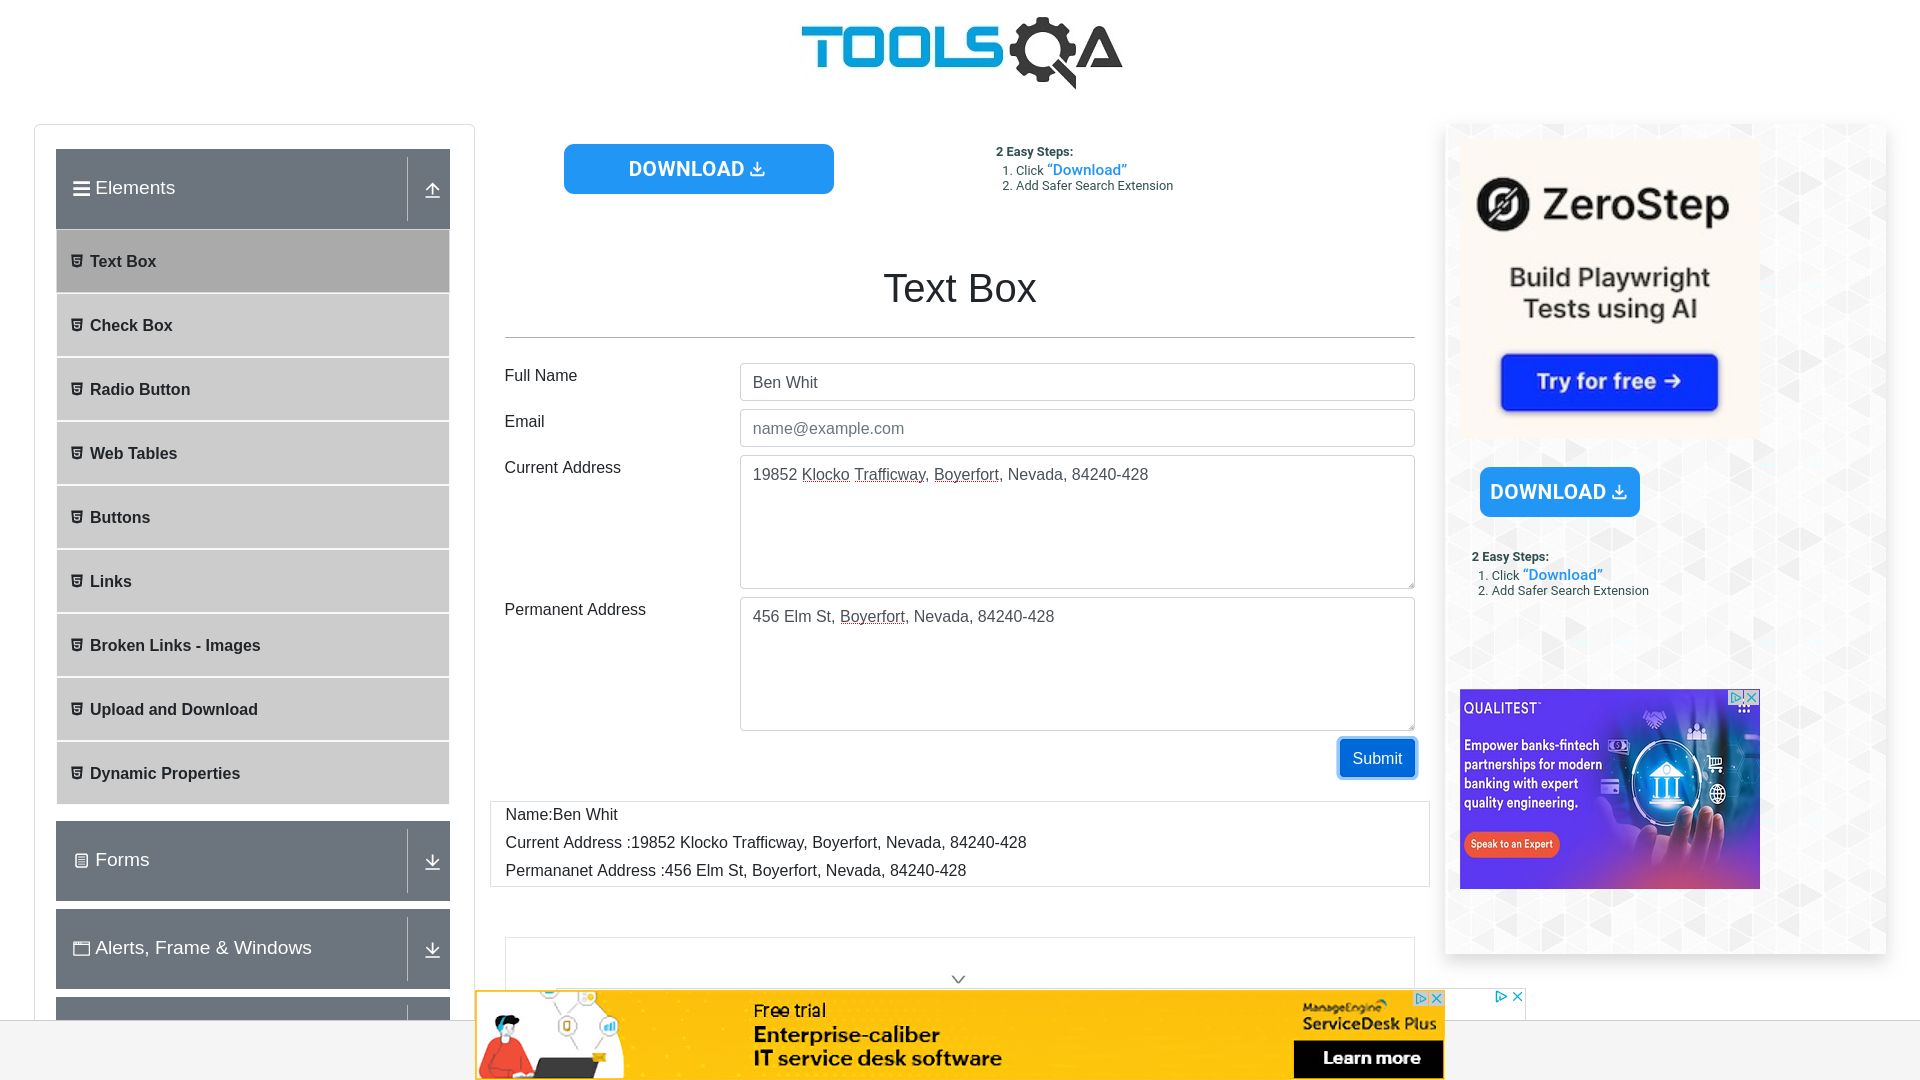 TOOLSQA
Elements
Text Box
Check Box
Radio Button
Web Tables
Buttons
Links
Broken Links - Images
Upload and Download
Dynamic Properties
Forms
Alerts, Frame & Windows
DOWNLOAD
2 Easy Steps:
1. Click “Download”
2. Add Safer Search Extension
Text Box
Full Name
Ben Whit
Email
name@example.com
Current Address
19852 Klocko Trafficway, Boyerfort, Nevada, 84240-428
Permanent Address
456 Elm St, Boyerfort, Nevada, 84240-428
Submit
Name:Ben Whit
Current Address :19852 Klocko Trafficway, Boyerfort, Nevada, 84240-428
Permananet Address :456 Elm St, Boyerfort, Nevada, 84240-428
ZeroStep
Build Playwright
Tests using AI
Try for free →
DOWNLOAD
2 Easy Steps:
1. Click “Download”
2. Add Safer Search Extension
QUALITEST
Empower banks-fintech
partnerships for modern
banking with expert
quality engineering.
Speak to an Expert
Free trial
Enterprise-caliber
IT service desk software
ManageEngine
ServiceDesk Plus
Learn more